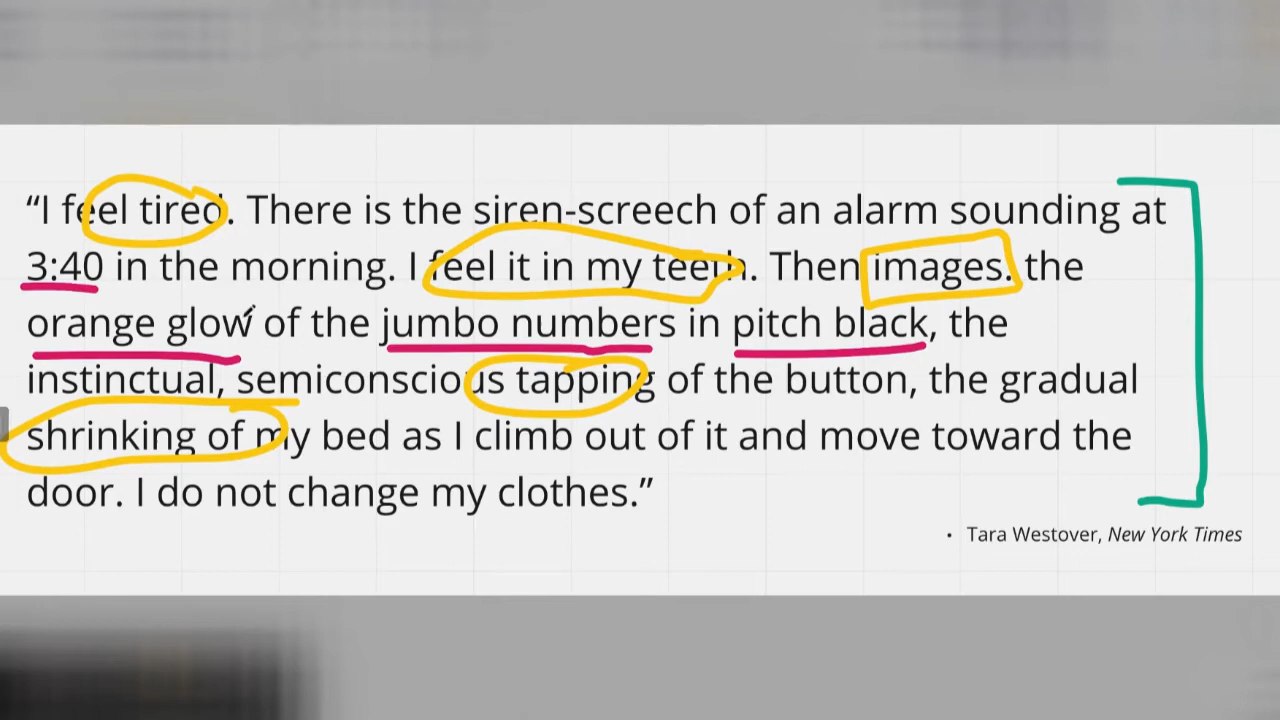 “I feel tired. There is the siren-screech of an alarm sounding at
3:40 in the morning. I feel it in my teeth. Then images: the
orange glow of the jumbo numbers in pitch black, the
instinctual, semiconscious tapping of the button, the gradual
shrinking of my bed as I climb out of it and move toward the
door. I do not change my clothes.”
• Tara Westover, New York Times